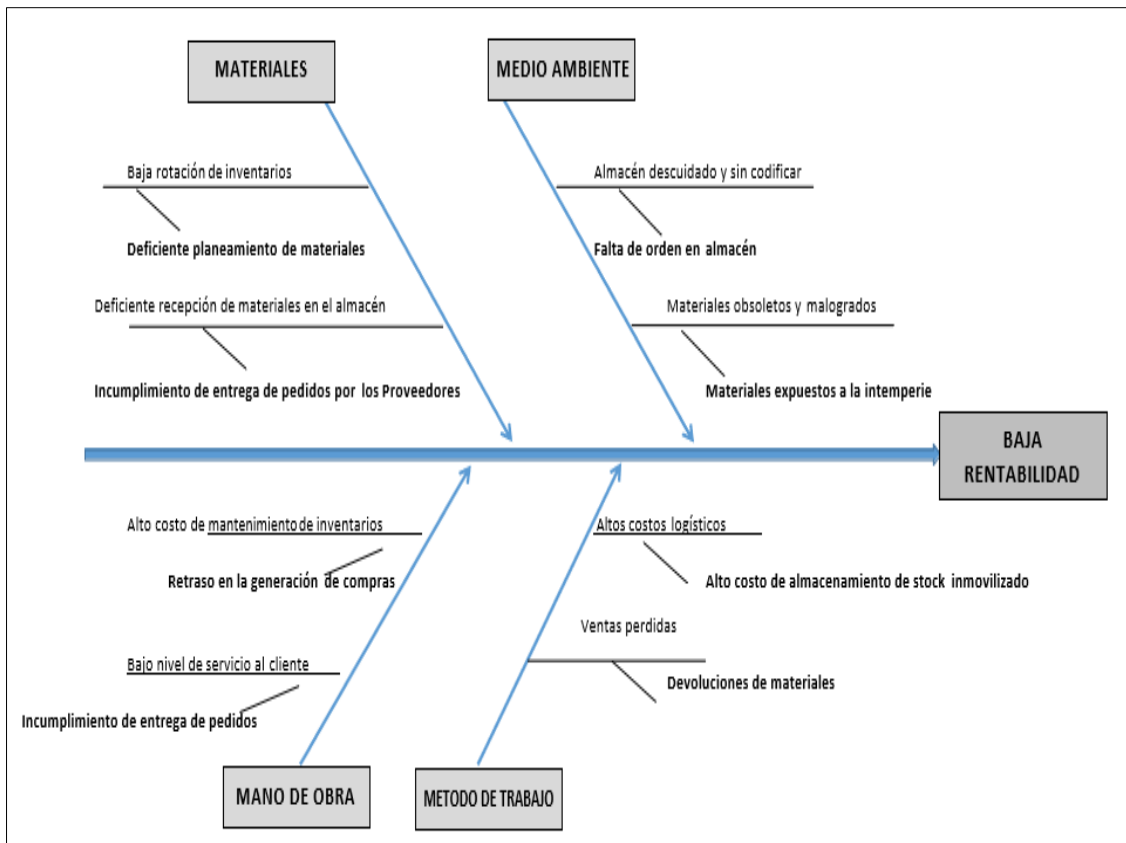 MATERIALES
MEDIO AMBIENTE
Baja rotación de inventarios
Deficiente planeamiento de materiales
Deficiente recepción de materiales en el almacén
Incumplimiento de entrega de pedidos por los Proveedores
Almacén descuidado y sin codificar
Falta de orden en almacén
Materiales obsoletos y malogrados
Materiales expuestos a la intemperie
BAJA
RENTABILIDAD
Alto costo de mantenimiento de inventarios
Retraso en la generación de compras
Bajo nivel de servicio al cliente
Incumplimiento de entrega de pedidos
Altos costos logísticos
Alto costo de almacenamiento de stock inmovilizado
Ventas perdidas
Devoluciones de materiales
MANO DE OBRA
METODO DE TRABAJO